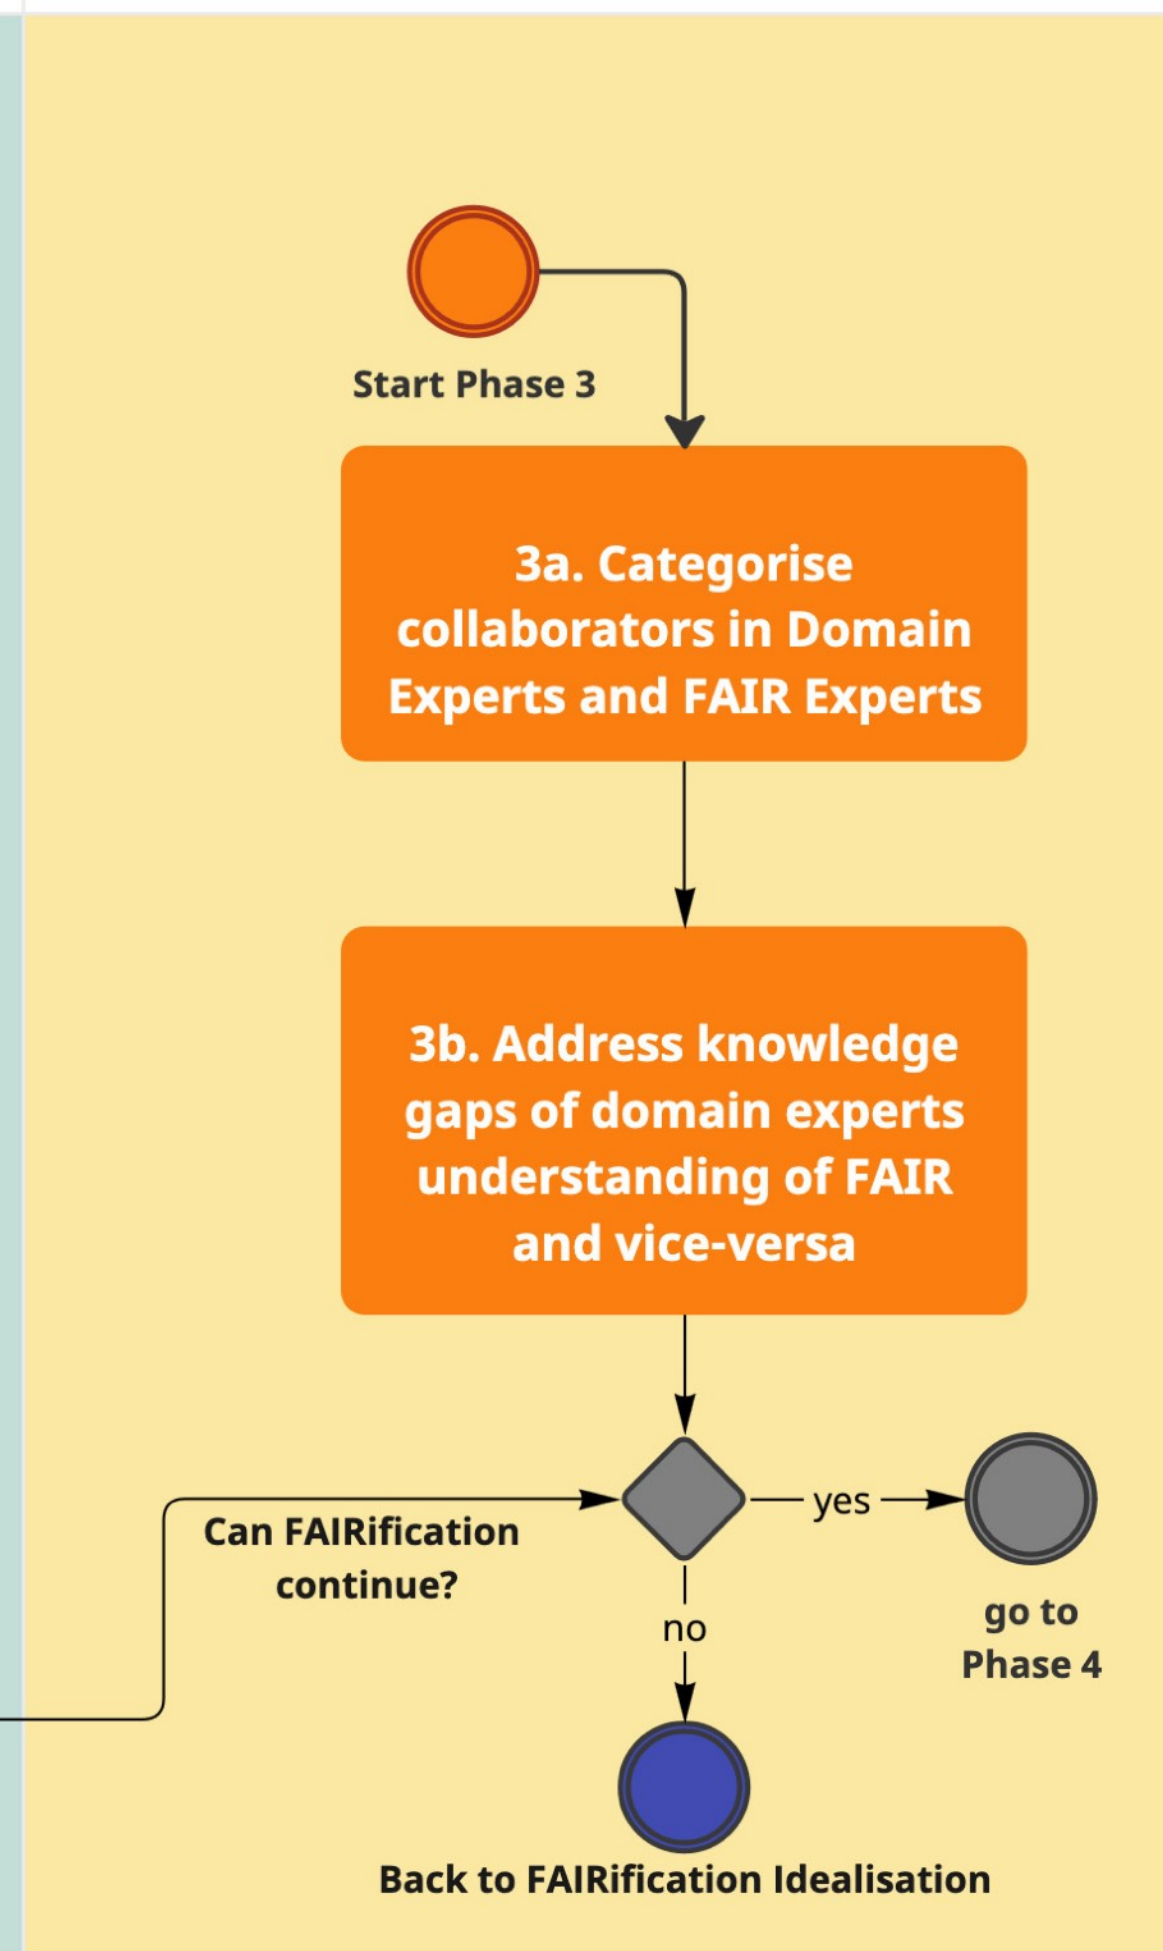 Start Phase 3
3a. Categorise
collaborators in Domain
Experts and FAIR Experts
3b. Address knowledge
gaps of domain experts
understanding of FAIR
and vice-versa
Can FAIRification
continue?
yes
go to
Phase 4
no
Back to FAIRification Idealisation